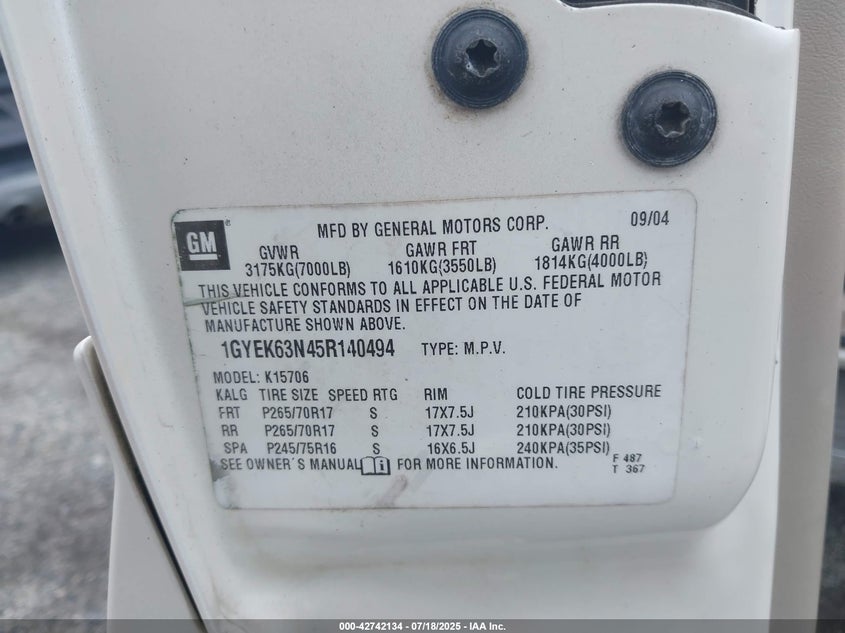 GM
MFD BY GENERAL MOTORS CORP. 09/04
GVWR GAWR FRT GAWR RR
3175KG(7000LB) 1610KG(3550LB) 1814KG(4000LB)
THIS VEHICLE CONFORMS TO ALL APPLICABLE U.S. FEDERAL MOTOR
VEHICLE SAFETY STANDARDS IN EFFECT ON THE DATE OF
MANUFACTURE SHOWN ABOVE.
1GYEK63N45R140494 TYPE: M.P.V.
MODEL: K15706
KALG TIRE SIZE SPEED RTG RIM COLD TIRE PRESSURE
FRT P265/70R17 S 17X7.5J 210KPA(30PSI)
RR P265/70R17 S 17X7.5J 210KPA(30PSI)
SPA P245/75R16 S 16X6.5J 240KPA(35PSI)
SEE OWNER'S MANUAL FOR MORE INFORMATION.
F 487
T 367
000-42742134 - 07/18/2025 - IAA Inc.